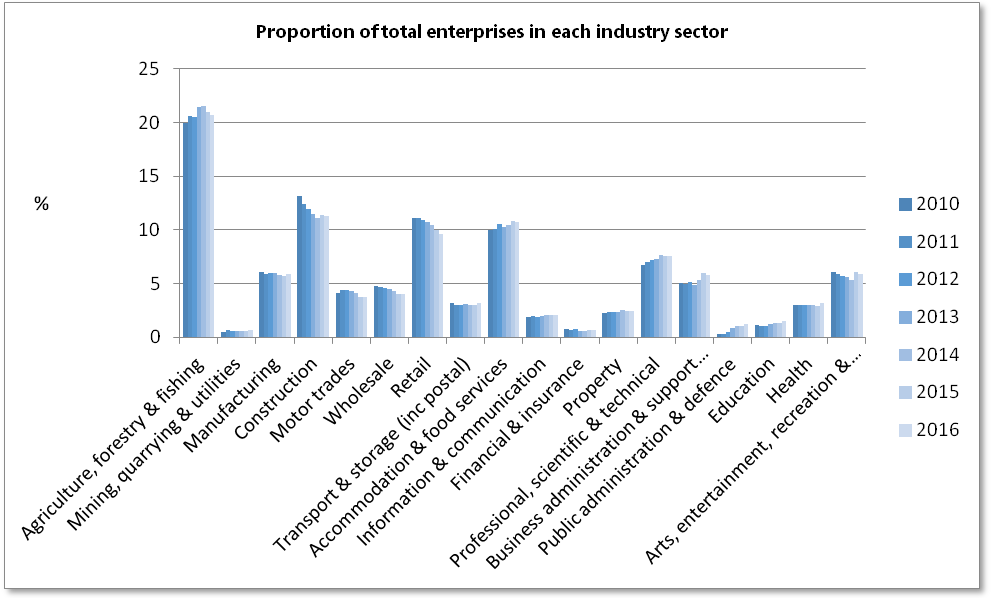 Proportion of total enterprises in each industry sector
25
20
15
10
5
0
%
Agriculture, forestry & fishing
Mining, quarrying & utilities
Manufacturing
Construction
Motor trades
Wholesale
Retail
Transport & storage (inc postal)
Accommodation & food services
Information & communication
Financial & insurance
Property
Professional, scientific & technical
Business administration & support...
Public administration & defence
Education
Health
Arts, entertainment, recreation &...
2010
2011
2012
2013
2014
2015
2016